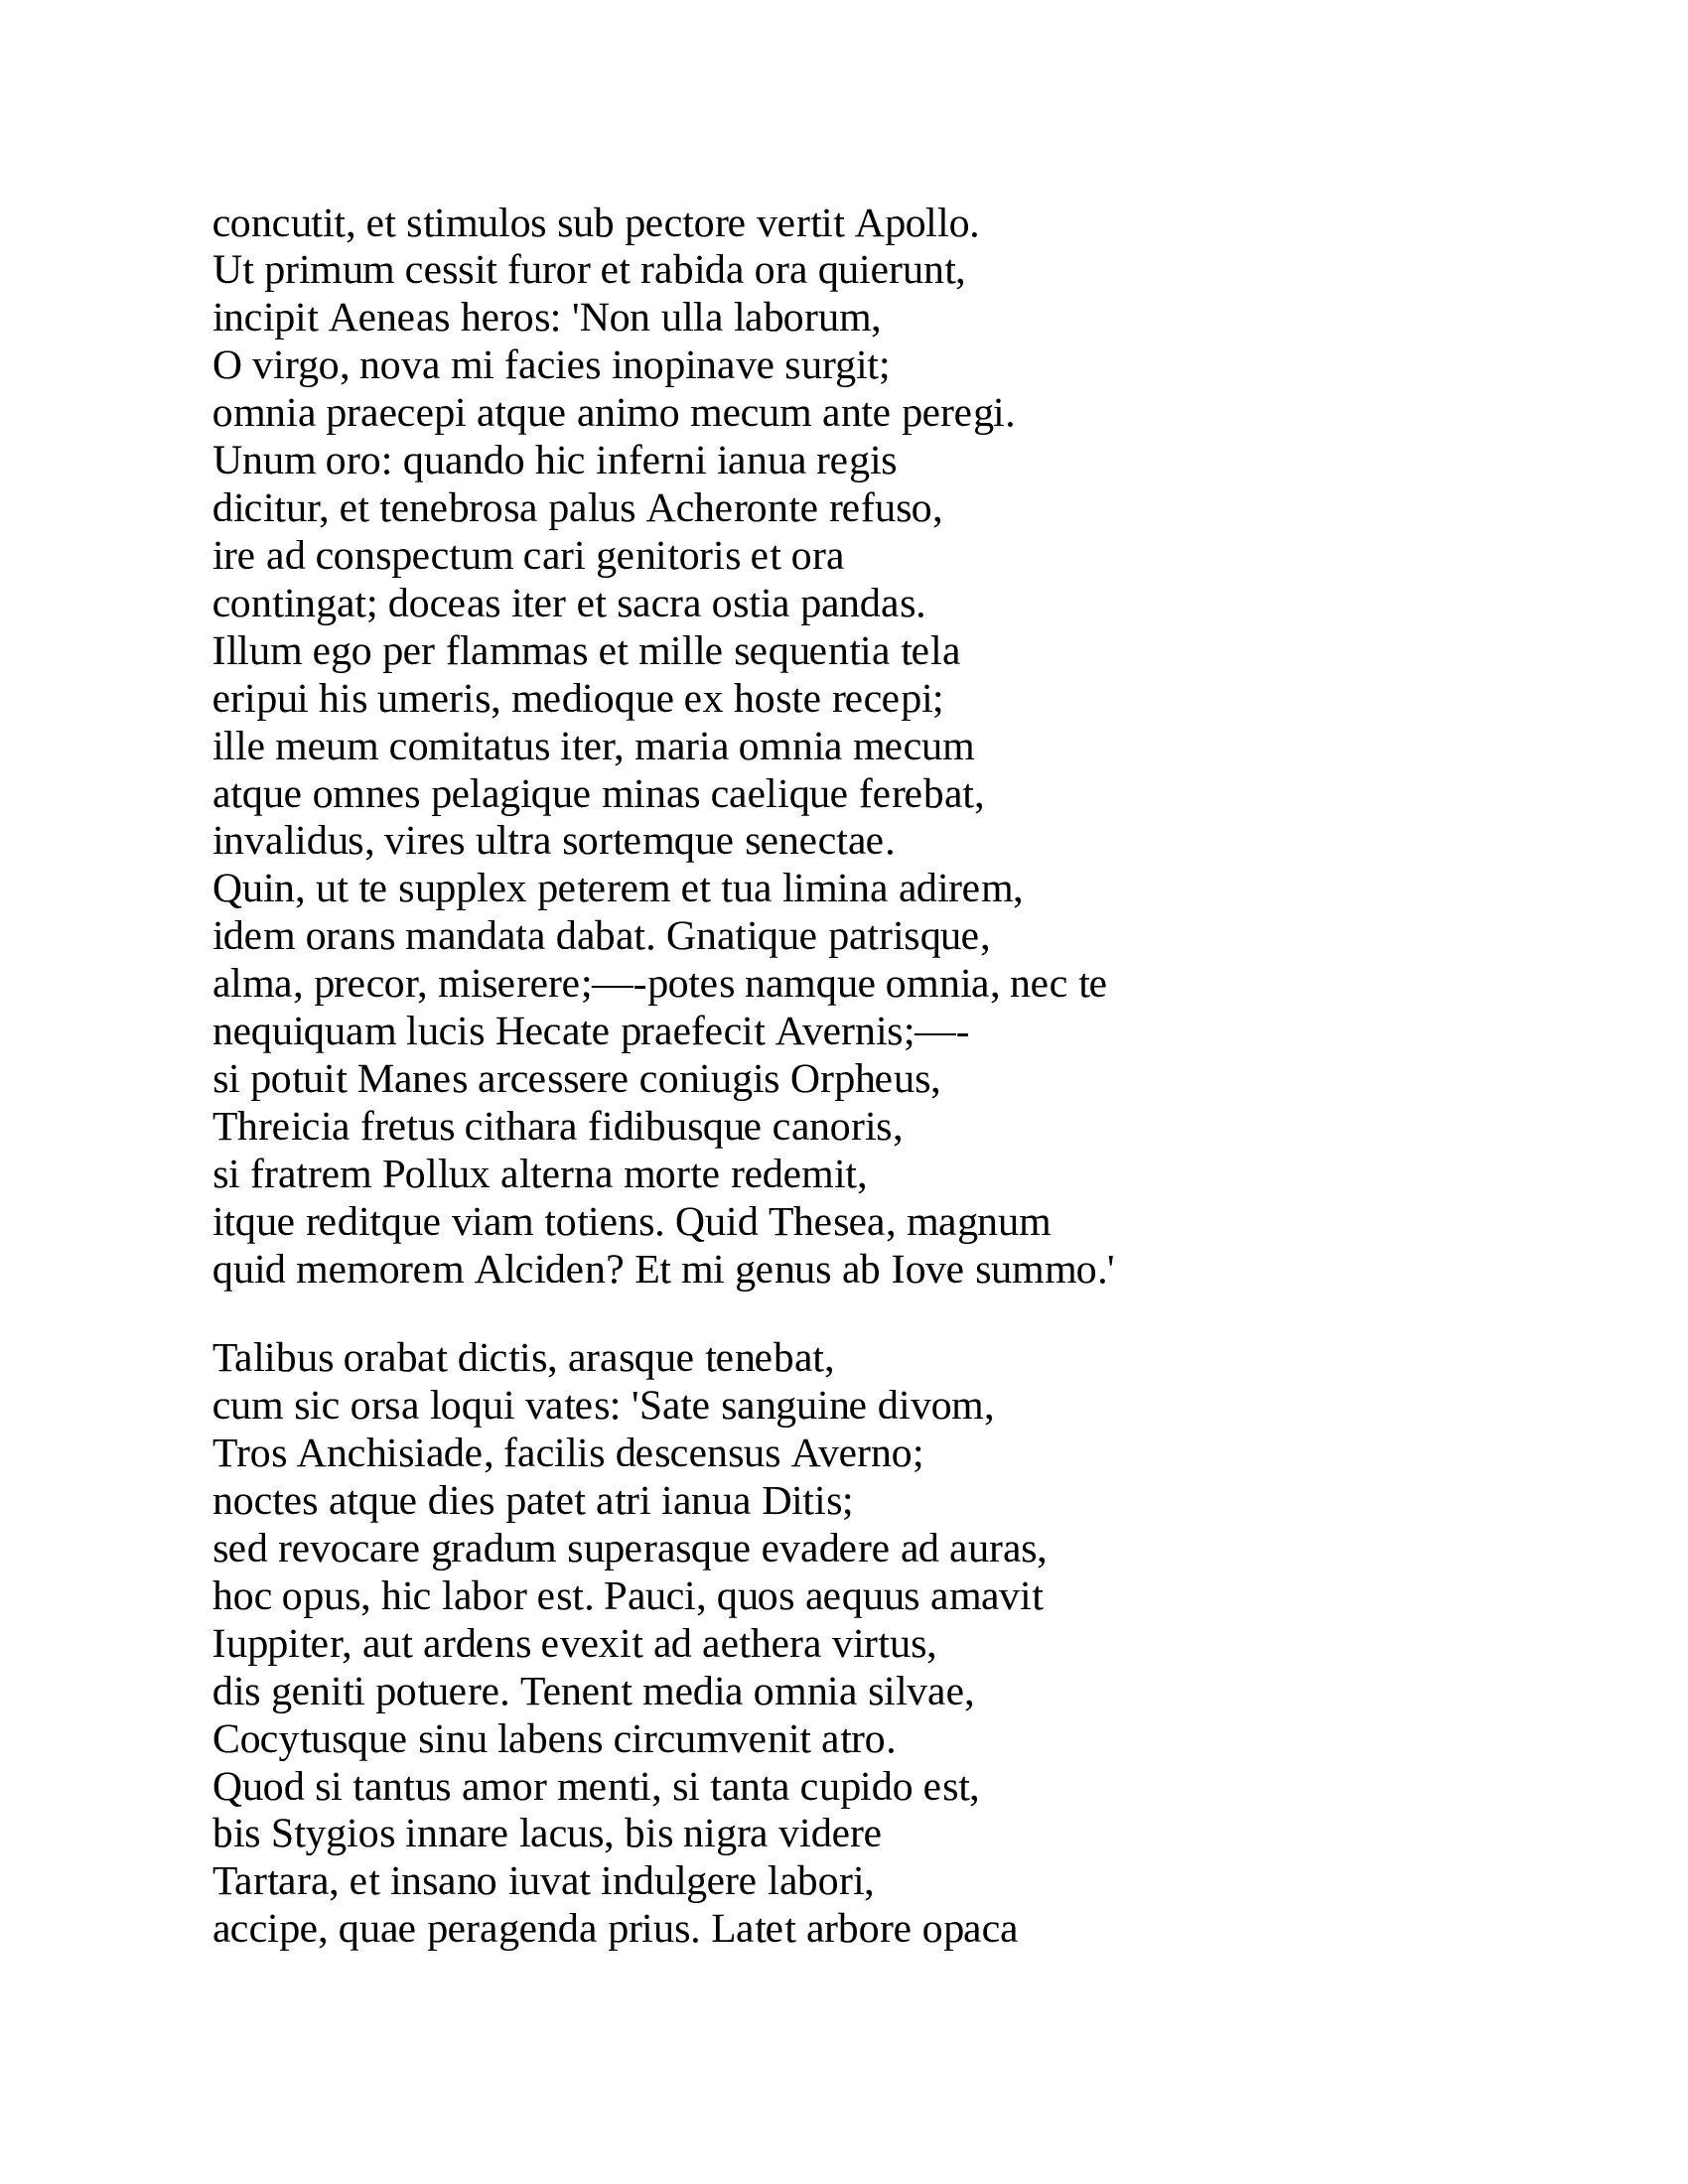 concutit, et stimulos sub pectore vertit Apollo.
Ut primum cessit furor et rabida ora quierunt,
incipit Aeneas heros: 'Non ulla laborum,
O virgo, nova mi facies inopinave surgit;
omnia praecepi atque animo mecum ante peregi.
Unum oro: quando hic inferni ianua regis
dicitur, et tenebrosa palus Acheronte refuso,
ire ad conspectum cari genitoris et ora
contingat; doceas iter et sacra ostia pandas.
Illum ego per flammas et mille sequentia tela
eripui his umeris, medioque ex hoste recepi;
ille meum comitatus iter, maria omnia mecum
atque omnes pelagique minas caelique ferebat,
invalidus, vires ultra sortemque senectae.
Quin, ut te supplex peterem et tua limina adirem,
idem orans mandata dabat. Gnatique patrisque,
alma, precor, miserere;—-potes namque omnia, nec te
nequiquam lucis Hecate praefecit Avernis;—-
si potuit Manes arcessere coniugis Orpheus,
Threicia fretus cithara fidibusque canoris,
si fratrem Pollux alterna morte redemit,
itque reditque viam totiens. Quid Thesea, magnum
quid memorem Alciden? Et mi genus ab Iove summo.'

Talibus orabat dictis, arasque tenebat,
cum sic orsa loqui vates: 'Sate sanguine divom,
Tros Anchisiade, facilis descensus Averno;
noctes atque dies patet atri ianua Ditis;
sed revocare gradum superasque evadere ad auras,
hoc opus, hic labor est. Pauci, quos aequus amavit
Iuppiter, aut ardens evexit ad aethera virtus,
dis geniti potuere. Tenent media omnia silvae,
Cocytusque sinu labens circumvenit atro.
Quod si tantus amor menti, si tanta cupido est,
bis Stygios innare lacus, bis nigra videre
Tartara, et insano iuvat indulgere labori,
accipe, quae peragenda prius. Latet arbore opaca